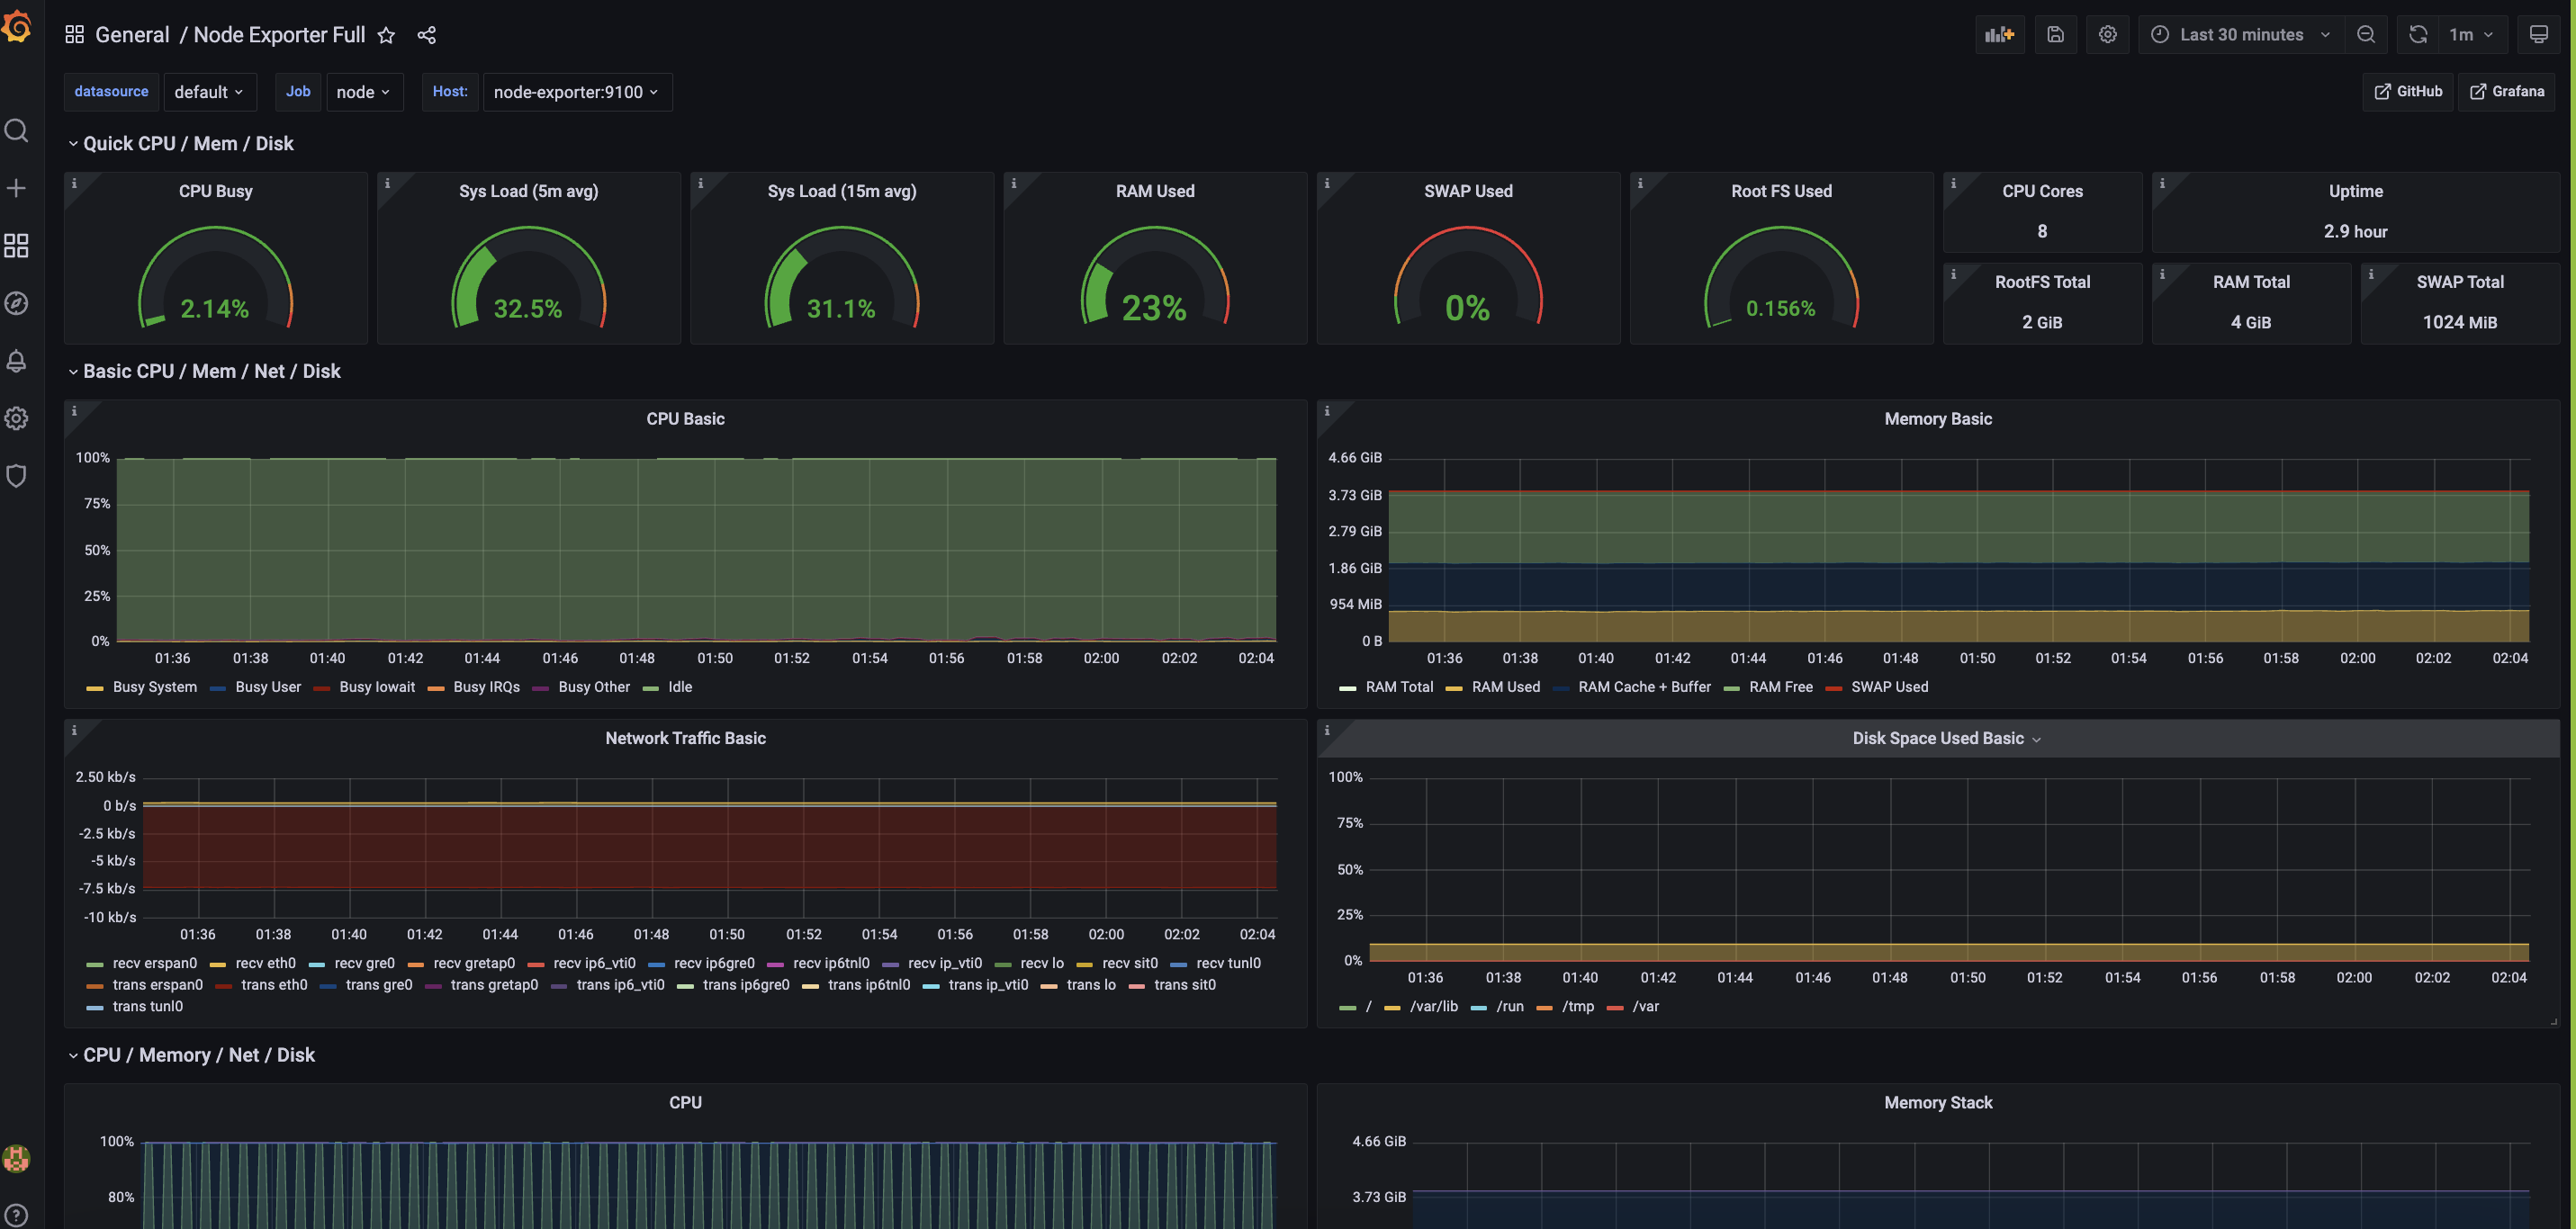 General / Node Exporter Full
Last 30 minutes
1m
datasource default Job node Host: node-exporter:9100
GitHub Grafana
Quick CPU / Mem / Disk
CPU Busy
2.14%
Sys Load (5m avg)
32.5%
Sys Load (15m avg)
31.1%
RAM Used
23%
SWAP Used
0%
Root FS Used
0.156%
CPU Cores
8
Uptime
2.9 hour
RootFS Total
2 GiB
RAM Total
4 GiB
SWAP Total
1024 MiB
Basic CPU / Mem / Net / Disk
CPU Basic
100%
75%
50%
25%
0%
01:36 01:38 01:40 01:42 01:44 01:46 01:48 01:50 01:52 01:54 01:56 01:58 02:00 02:02 02:04
Busy System Busy User Busy Iowait Busy IRQs Busy Other Idle
Memory Basic
4.66 GiB
3.73 GiB
2.79 GiB
1.86 GiB
954 MiB
0 B
01:36 01:38 01:40 01:42 01:44 01:46 01:48 01:50 01:52 01:54 01:56 01:58 02:00 02:02 02:04
RAM Total RAM Used RAM Cache + Buffer RAM Free SWAP Used
Network Traffic Basic
2.50 kb/s
0 b/s
-2.5 kb/s
-5 kb/s
-7.5 kb/s
-10 kb/s
01:36 01:38 01:40 01:42 01:44 01:46 01:48 01:50 01:52 01:54 01:56 01:58 02:00 02:02 02:04
recv erspan0 recv eth0 recv gre0 recv gretap0 recv ip6_vti0 recv ip6gre0 recv ip6tnl0 recv ip_vti0 recv lo recv sit0 recv tunl0
trans erspan0 trans eth0 trans gre0 trans gretap0 trans ip6_vti0 trans ip6gre0 trans ip6tnl0 trans ip_vti0 trans lo trans sit0
trans tunl0
Disk Space Used Basic
100%
75%
50%
25%
0%
01:36 01:38 01:40 01:42 01:44 01:46 01:48 01:50 01:52 01:54 01:56 01:58 02:00 02:02 02:04
/ /var/lib /run /tmp /var
CPU / Memory / Net / Disk
CPU
100%
80%
Memory Stack
4.66 GiB
3.73 GiB